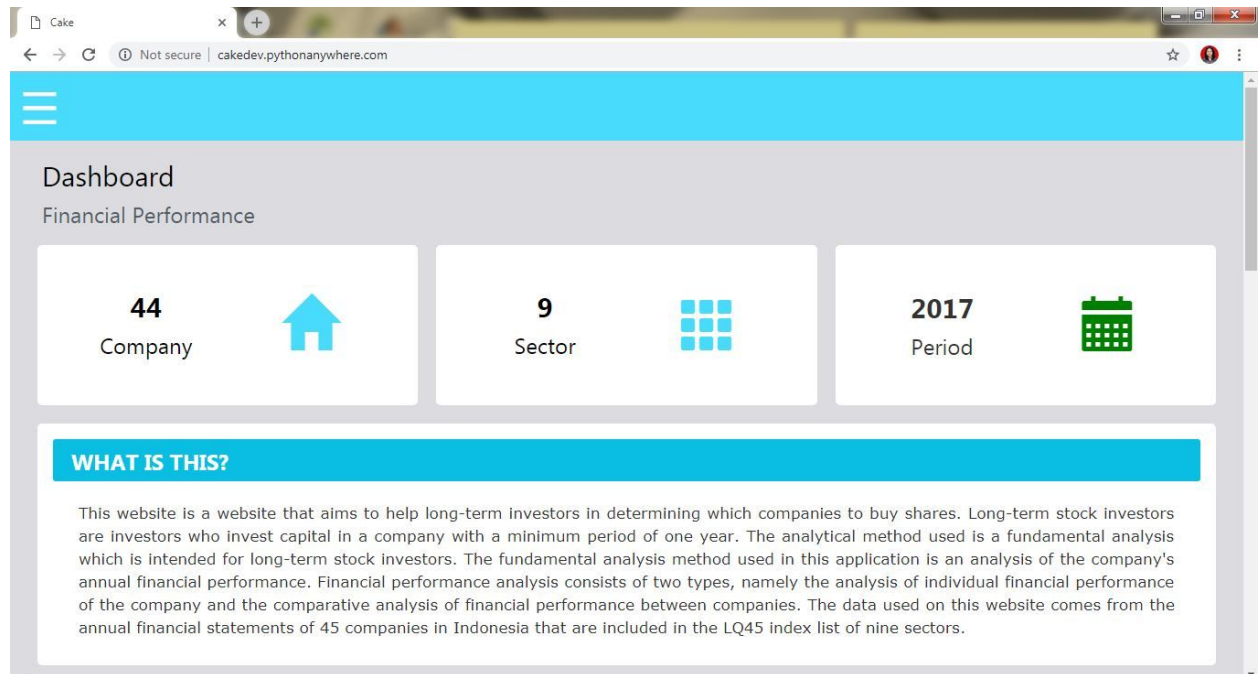 Cake
Not secure | cakedev.pythonanywhere.com
Dashboard
Financial Performance
44
Company
9
Sector
2017
Period
WHAT IS THIS?
This website is a website that aims to help long-term investors in determining which companies to buy shares. Long-term stock investors
are investors who invest capital in a company with a minimum period of one year. The analytical method used is a fundamental analysis
which is intended for long-term stock investors. The fundamental analysis method used in this application is an analysis of the company's
annual financial performance. Financial performance analysis consists of two types, namely the analysis of individual financial performance
of the company and the comparative analysis of financial performance between companies. The data used on this website comes from the
annual financial statements of 45 companies in Indonesia that are included in the LQ45 index list of nine sectors.